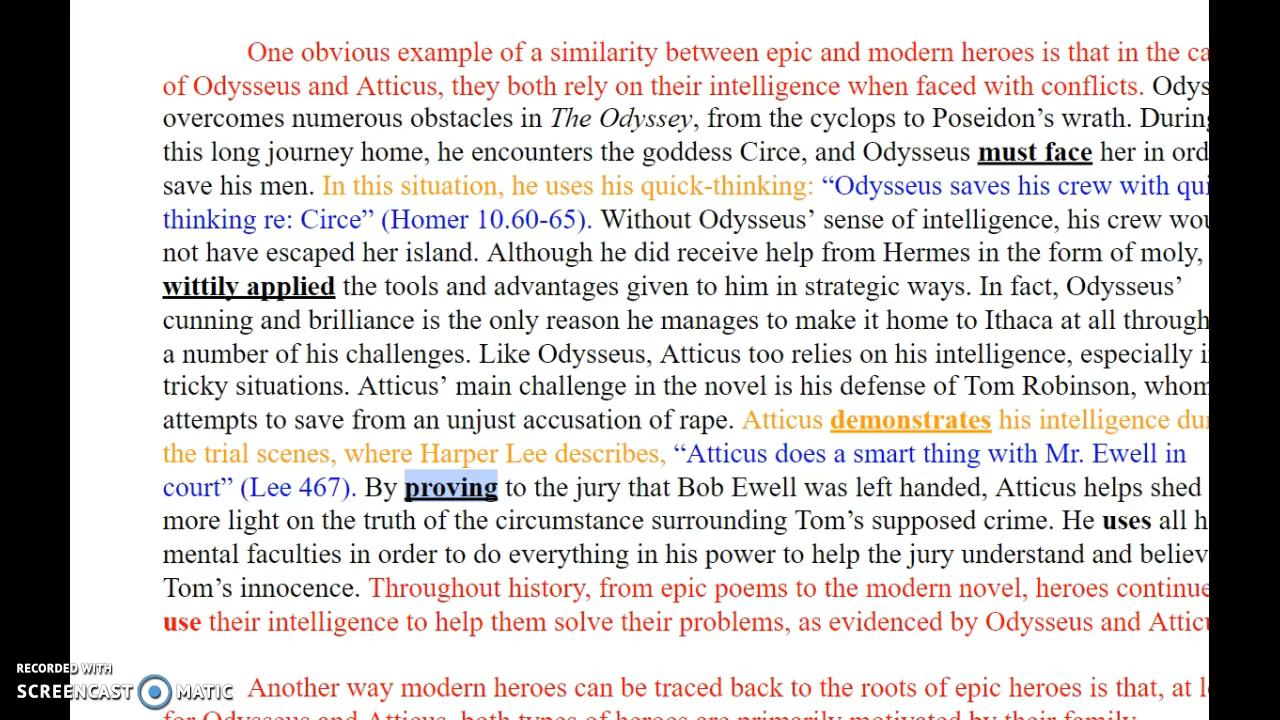 One obvious example of a similarity between epic and modern heroes is that in the ca
of Odysseus and Atticus, they both rely on their intelligence when faced with conflicts. Odys
overcomes numerous obstacles in The Odyssey, from the cyclops to Poseidon’s wrath. During
this long journey home, he encounters the goddess Circe, and Odysseus must face her in ord
save his men. In this situation, he uses his quick-thinking: “Odysseus saves his crew with qui
thinking re: Circe” (Homer 10.60-65). Without Odysseus’ sense of intelligence, his crew wou
not have escaped her island. Although he did receive help from Hermes in the form of moly,
wittily applied the tools and advantages given to him in strategic ways. In fact, Odysseus’
cunning and brilliance is the only reason he manages to make it home to Ithaca at all through
a number of his challenges. Like Odysseus, Atticus too relies on his intelligence, especially i
tricky situations. Atticus’ main challenge in the novel is his defense of Tom Robinson, whom
attempts to save from an unjust accusation of rape. Atticus demonstrates his intelligence du
the trial scenes, where Harper Lee describes, “Atticus does a smart thing with Mr. Ewell in
court” (Lee 467). By proving to the jury that Bob Ewell was left handed, Atticus helps shed
more light on the truth of the circumstance surrounding Tom’s supposed crime. He uses all h
mental faculties in order to do everything in his power to help the jury understand and believ
Tom’s innocence. Throughout history, from epic poems to the modern novel, heroes continue
use their intelligence to help them solve their problems, as evidenced by Odysseus and Attic
Another way modern heroes can be traced back to the roots of epic heroes is that, at l
for Odysseus and Atticus, both types of heroes are primarily motivated by their family
RECORDED WITH
SCREENCAST MATIC